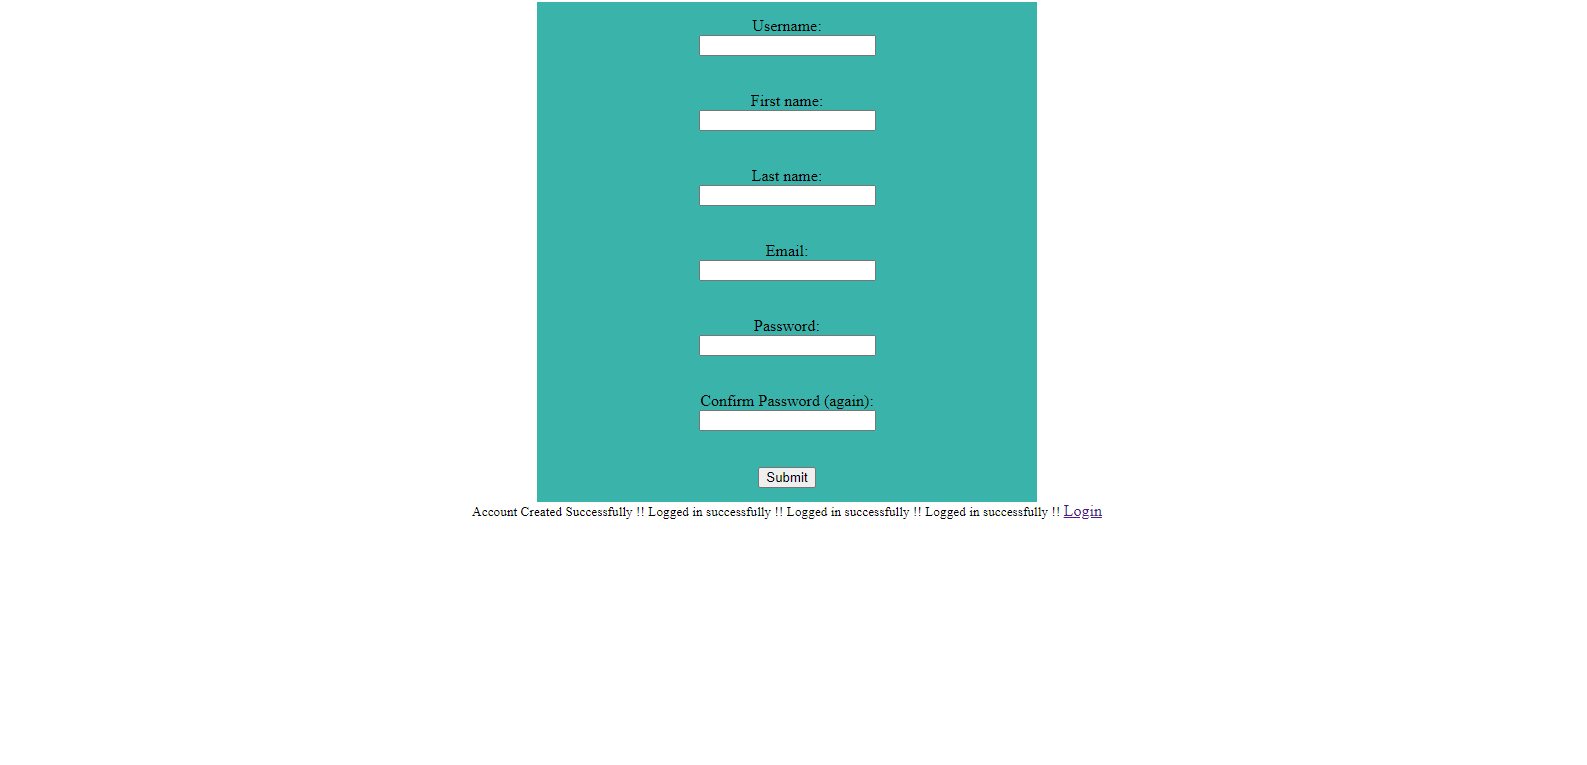 Username:
First name:
Last name:
Email:
Password:
Confirm Password (again):
Submit
Account Created Successfully !! Logged in successfully !! Logged in successfully !! Logged in successfully !! Login